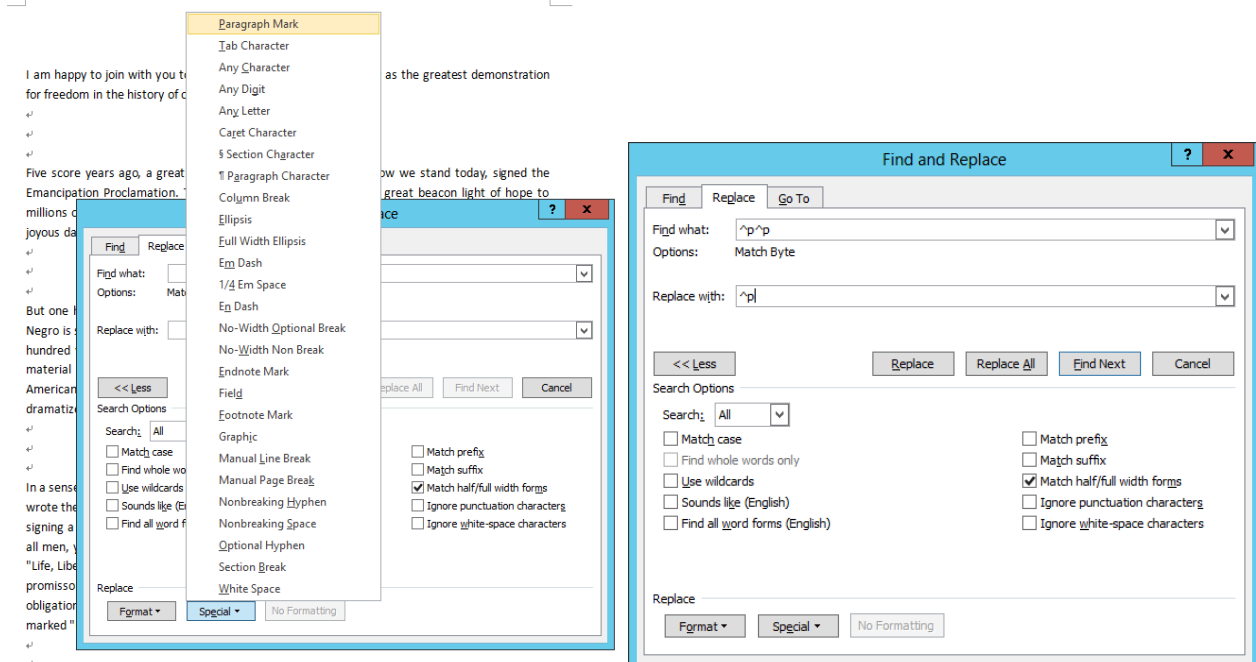 I am happy to join with you as the greatest demonstration
for freedom in the history of
Five score years ago, a great we stand today, signed the
Emancipation Proclamation. great beacon light of hope to
millions
joyous
But one
Negro is
hundred
material
American
dramatize
In a sense
wrote the
signing a
all men,
"Life,
obligation
marked "
Paragraph Mark
Tab Character
Any Character
Any Digit
Any Letter
Caret Character
§ Section Character
¶ Paragraph Character
Column Break
Ellipsis
Full Width Ellipsis
Em Dash
1/4 Em Space
En Dash
No-Width Optional Break
No-Width Non Break
Endnote Mark
Field
Footnote Mark
Graphic
Manual Line Break
Manual Page Break
Nonbreaking Hyphen
Nonbreaking Space
Optional Hyphen
Section Break
White Space
? x
Find Replace
Find what:
Options:
Replace with:
<< Less All Find Next Cancel
Search Options
Search: All
Match case Match prefix
Find whole Match suffix
Use wildcards Match half/full width forms
Sounds like Ignore punctuation characters
Find all word Ignore white-space characters
Replace
Format Special No Formatting
Find and Replace ? x
Find Replace Go To
Find what: ^p^p
Options: Match Byte
Replace with: ^p
<< Less Replace Replace All Find Next Cancel
Search Options
Search: All
Match case Match prefix
Find whole words only Match suffix
Use wildcards Match half/full width forms
Sounds like (English) Ignore punctuation characters
Find all word forms (English) Ignore white-space characters
Replace
Format Special No Formatting